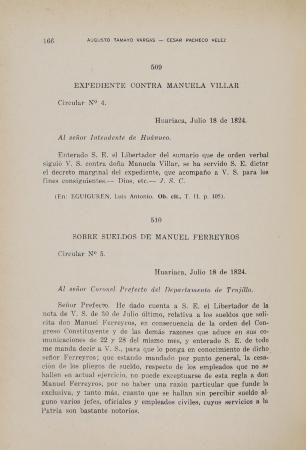 166
AUGUSTO TAMAYO VARGAS — CESAR PACHECO VELEZ
509
EXPEDIENTE CONTRA MANUELA VILLAR
Circular Nº 4.
Huariaca, Julio 18 de 1824.
Al señor Intendente de Huánuco.
Enterado S. E. el Libertador del sumario que de orden verbal
siguió V. S. contra doña Manuela Villar, se ha servido S. E. dictar
el decreto marginal del expediente, que acompaño a V. S. para los
fines consiguientes.— Dios, etc.— J. S. C.
(En: EGUIGUREN, Luis Antonio. Ob. cit., T. II. p. 405).
510
SOBRE SUELDOS DE MANUEL FERREYROS
Circular Nº 5.
Huariaca, Julio 18 de 1824.
Al señor Coronel Prefecto del Departamento de Trujillo.
Señor Prefecto. He dado cuenta a S. E. el Libertador de la
nota de V. S. de 30 de Julio último, relativa a los sueldos que soli-
cita don Manuel Ferreyros, en consecuencia de la orden del Con-
greso Constituyente y de las demás razones que aduce en sus co-
municaciones de 22 y 28 del mismo mes, y enterado S. E. de todo
me manda decir a V. S., para que lo ponga en conocimiento de dicho
señor Ferreyros; que estando mandado por punto general, la cesa-
ción de los pliegos de sueldo, respecto de los empleados que no se
hallen en actual ejercicio, no puede exceptuarse de esta regla a don
Manuel Ferreyros, por no haber una razón particular que funde la
exclusiva, y tanto más, cuanto que se hallan sin percibir sueldo al-
guno varios jefes, oficiales y empleados civiles, cuyos servicios a la
Patria son bastante notorios.